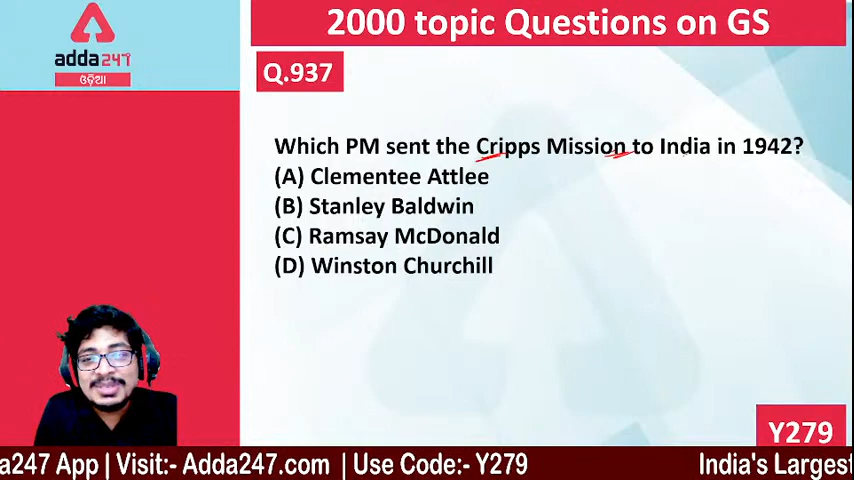 2000 topic Questions on GS
adda247
ଓଡ଼ିଆ
Q.937
Which PM sent the Cripps Mission to India in 1942?
(A) Clementee Attlee
(B) Stanley Baldwin
(C) Ramsay McDonald
(D) Winston Churchill
Y279
a247 App | Visit:- Adda247.com | Use Code:- Y279 India's Largest